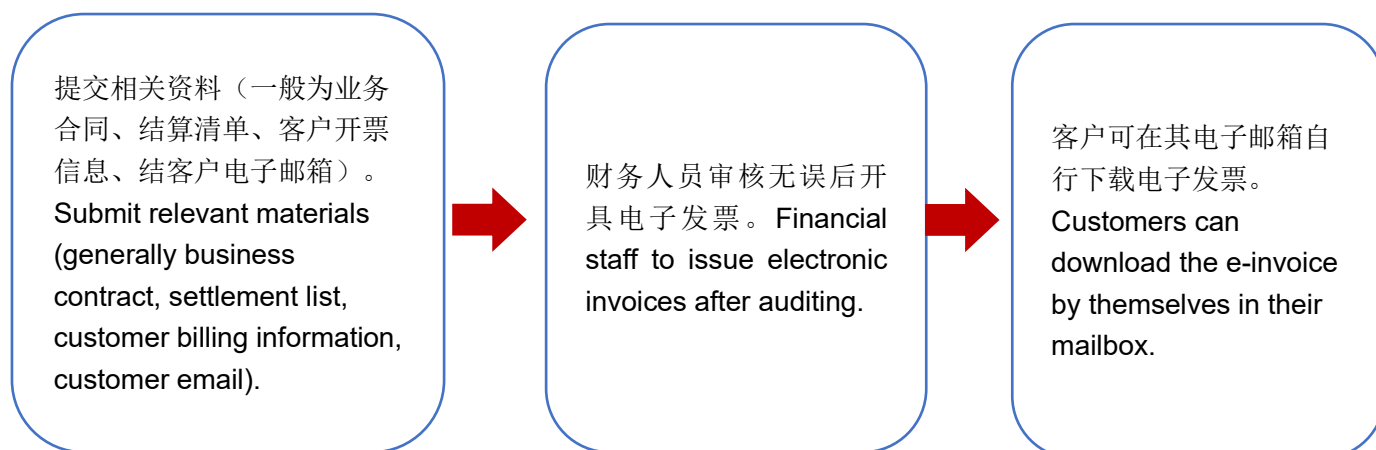 提交相关资料（一般为业务
合同、结算清单、客户开票
信息、结客户电子邮箱）。
Submit relevant materials
(generally business
contract, settlement list,
customer billing information,
customer email).
财务人员审核无误后开
具电子发票。Financial
staff to issue electronic
invoices after auditing.
客户可在其电子邮箱自
行下载电子发票。
Customers can
download the e-invoice
by themselves in their
mailbox.